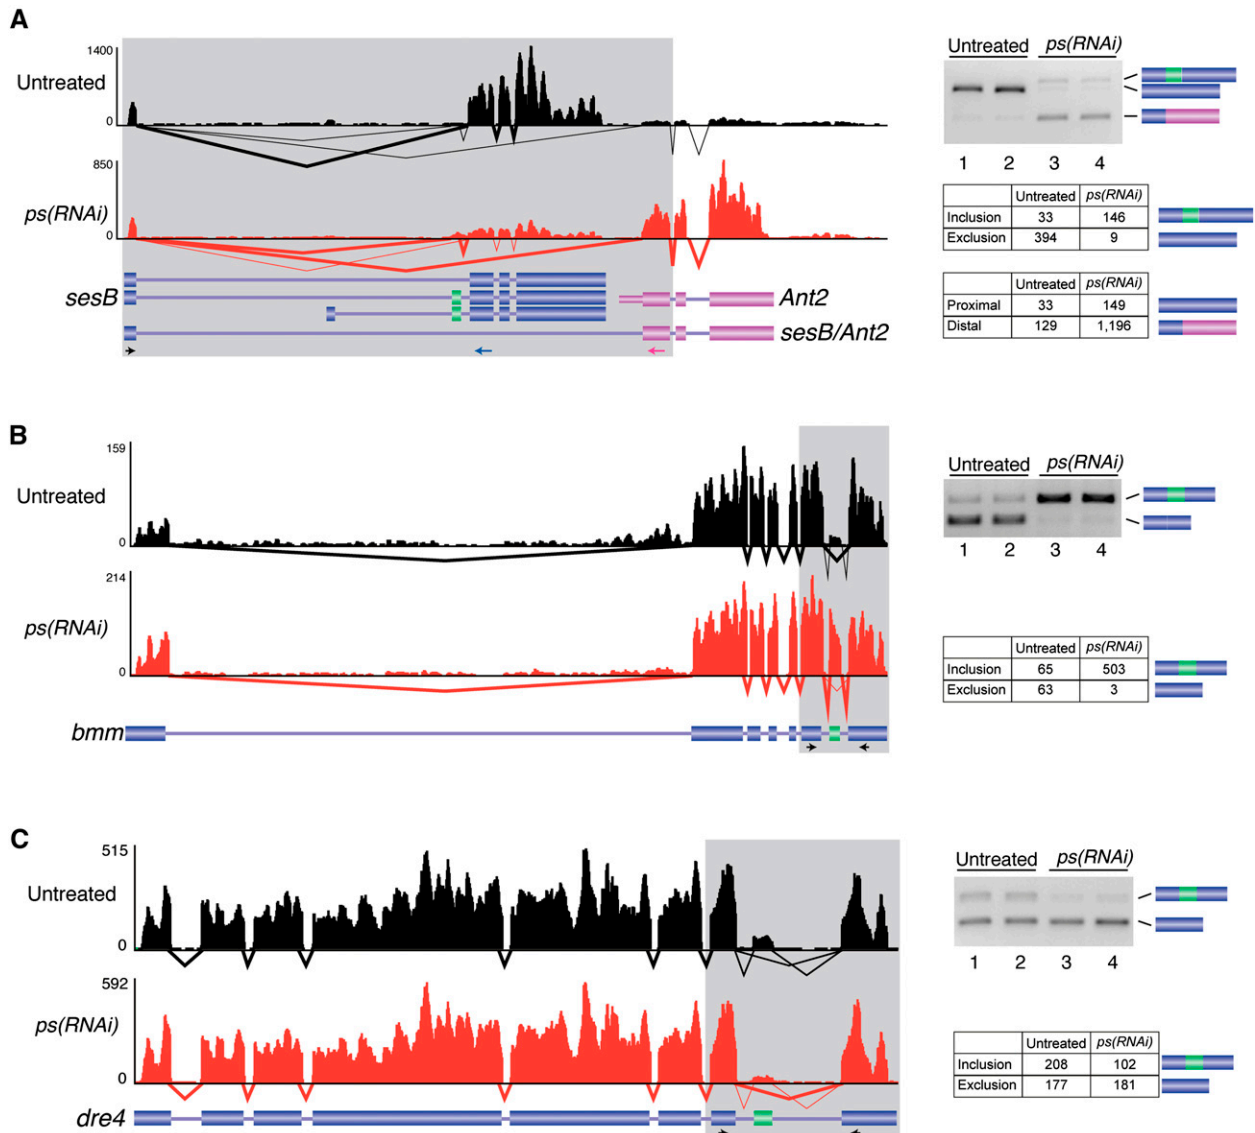 A
1400
Untreated
0
850
ps(RNAi)
0
sesB
Ant2
sesB/Ant2
Untreated ps(RNAi)
1 2 3 4
Untreated ps(RNAi)
Inclusion 33 146
Exclusion 394 9
Untreated ps(RNAi)
Proximal 33 149
Distal 129 1,196
B
159
Untreated
0
214
ps(RNAi)
0
bmm
Untreated ps(RNAi)
1 2 3 4
Untreated ps(RNAi)
Inclusion 65 503
Exclusion 63 3
C
515
Untreated
0
592
ps(RNAi)
0
dre4
Untreated ps(RNAi)
1 2 3 4
Untreated ps(RNAi)
Inclusion 208 102
Exclusion 177 181